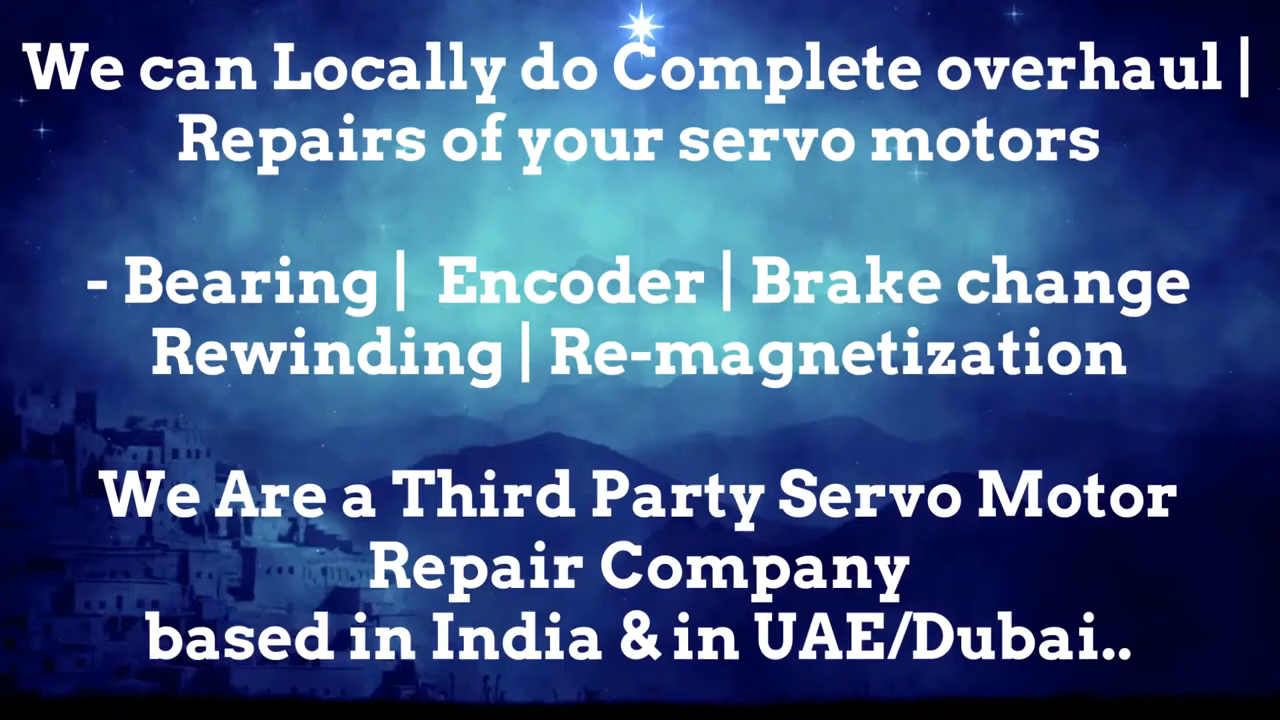 We can Locally do Complete overhaul |
Repairs of your servo motors
- Bearing | Encoder | Brake change
Rewinding | Re-magnetization
We Are a Third Party Servo Motor
Repair Company
based in India & in UAE/Dubai..